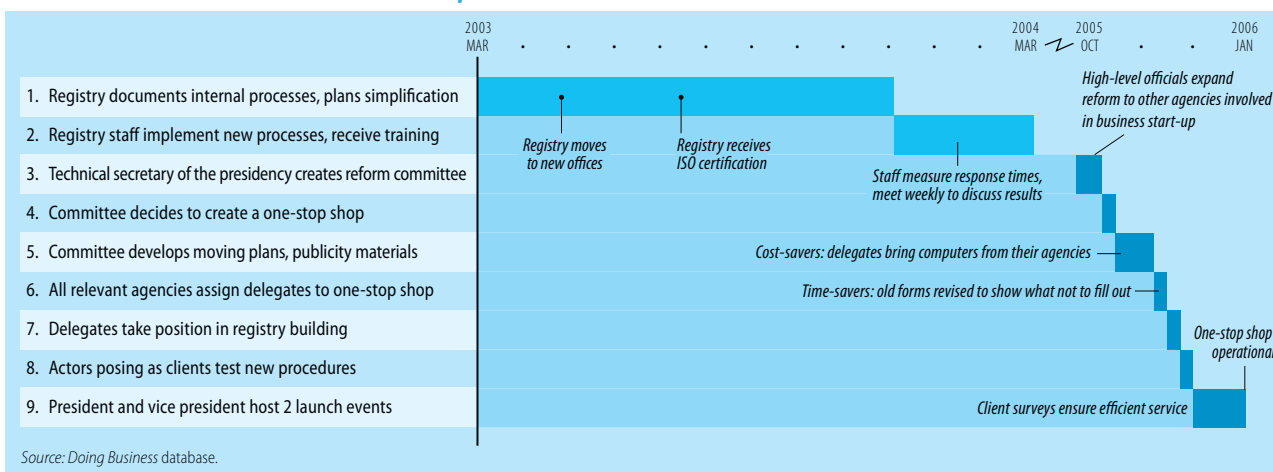 2003 2004 2005 2006
MAR MAR OCT JAN
High-level officials expand
reform to other agencies involved
in business start-up
1. Registry documents internal processes, plans simplification
2. Registry staff implement new processes, receive training
Registry moves
to new offices
Registry receives
ISO certification
3. Technical secretary of the presidency creates reform committee
Staff measure response times,
meet weekly to discuss results
4. Committee decides to create a one-stop shop
5. Committee develops moving plans, publicity materials
Cost-savers: delegates bring computers from their agencies
6. All relevant agencies assign delegates to one-stop shop
Time-savers: old forms revised to show what not to fill out
7. Delegates take position in registry building
One-stop shop
operational
8. Actors posing as clients test new procedures
9. President and vice president host 2 launch events
Client surveys ensure efficient service
Source: Doing Business database.